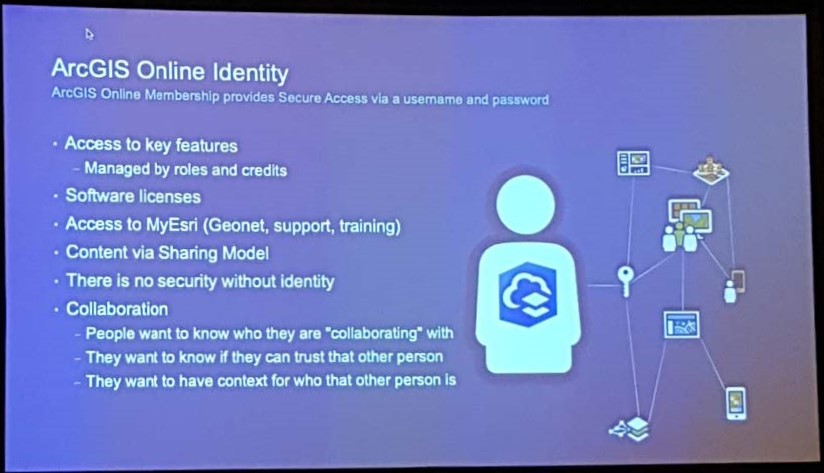 ArcGIS Online Identity
ArcGIS Online Membership provides Secure Access via a username and password
· Access to key features
– Managed by roles and credits
· Software licenses
· Access to MyEsri (Geonet, support, training)
· Content via Sharing Model
· There is no security without identity
· Collaboration
– People want to know who they are "collaborating" with
– They want to know if they can trust that other person
– They want to have context for who that other person is